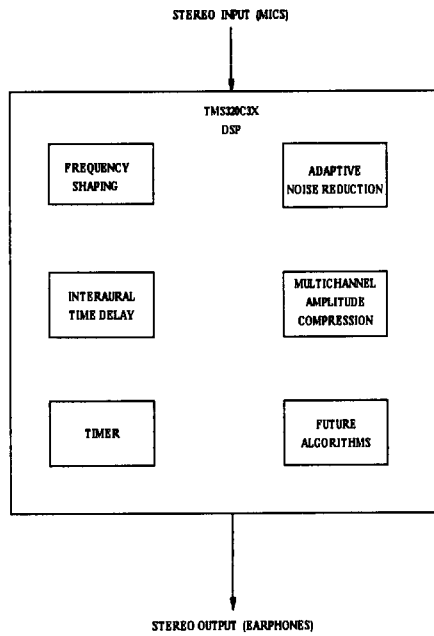 STEREO INPUT (MICS)
TMS320C3X
DSP
FREQUENCY
SHAPING
ADAPTIVE
NOISE REDUCTION
INTERAURAL
TIME DELAY
MULTICHANNEL
AMPLITUDE
COMPRESSION
TIMER
FUTURE
ALGORITHMS
STEREO OUTPUT (EARPHONES)